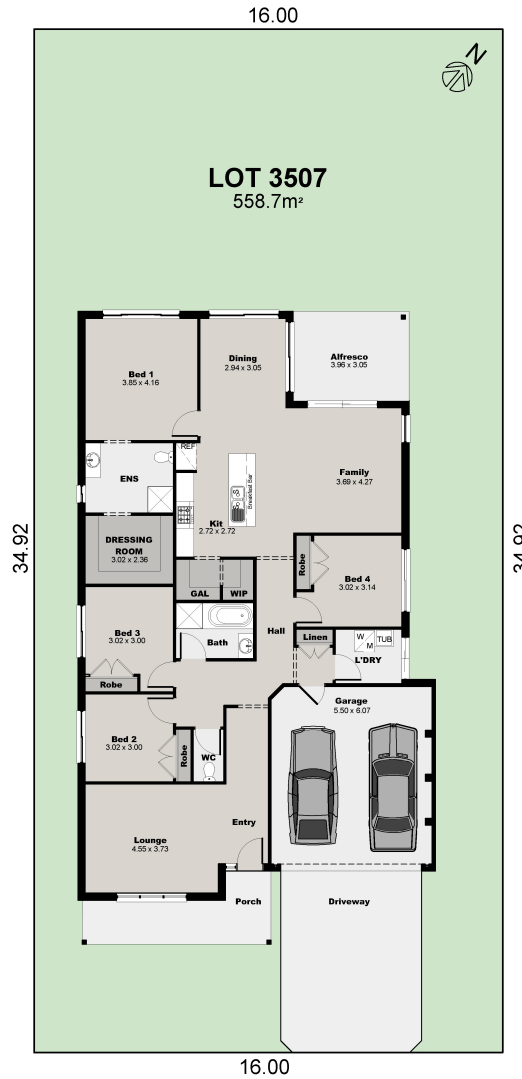 16.00
N
LOT 3507
558.7m²
34.92
34.92
Bed 1
3.85 x 4.16
Dining
2.94 x 3.05
Alfresco
3.96 x 3.05
REF
ENS
Family
3.69 x 4.27
Breakfast Bar
Kit
2.72 x 2.72
DRESSING
ROOM
3.02 x 2.36
Robe
Bed 4
3.02 x 3.14
GAL
WIP
Bed 3
3.02 x 3.00
Bath
Hall
Linen
W
M
TUB
L'DRY
Robe
Garage
5.50 x 6.07
Bed 2
3.02 x 3.00
Robe
WC
Entry
Lounge
4.55 x 3.73
Porch
Driveway
16.00